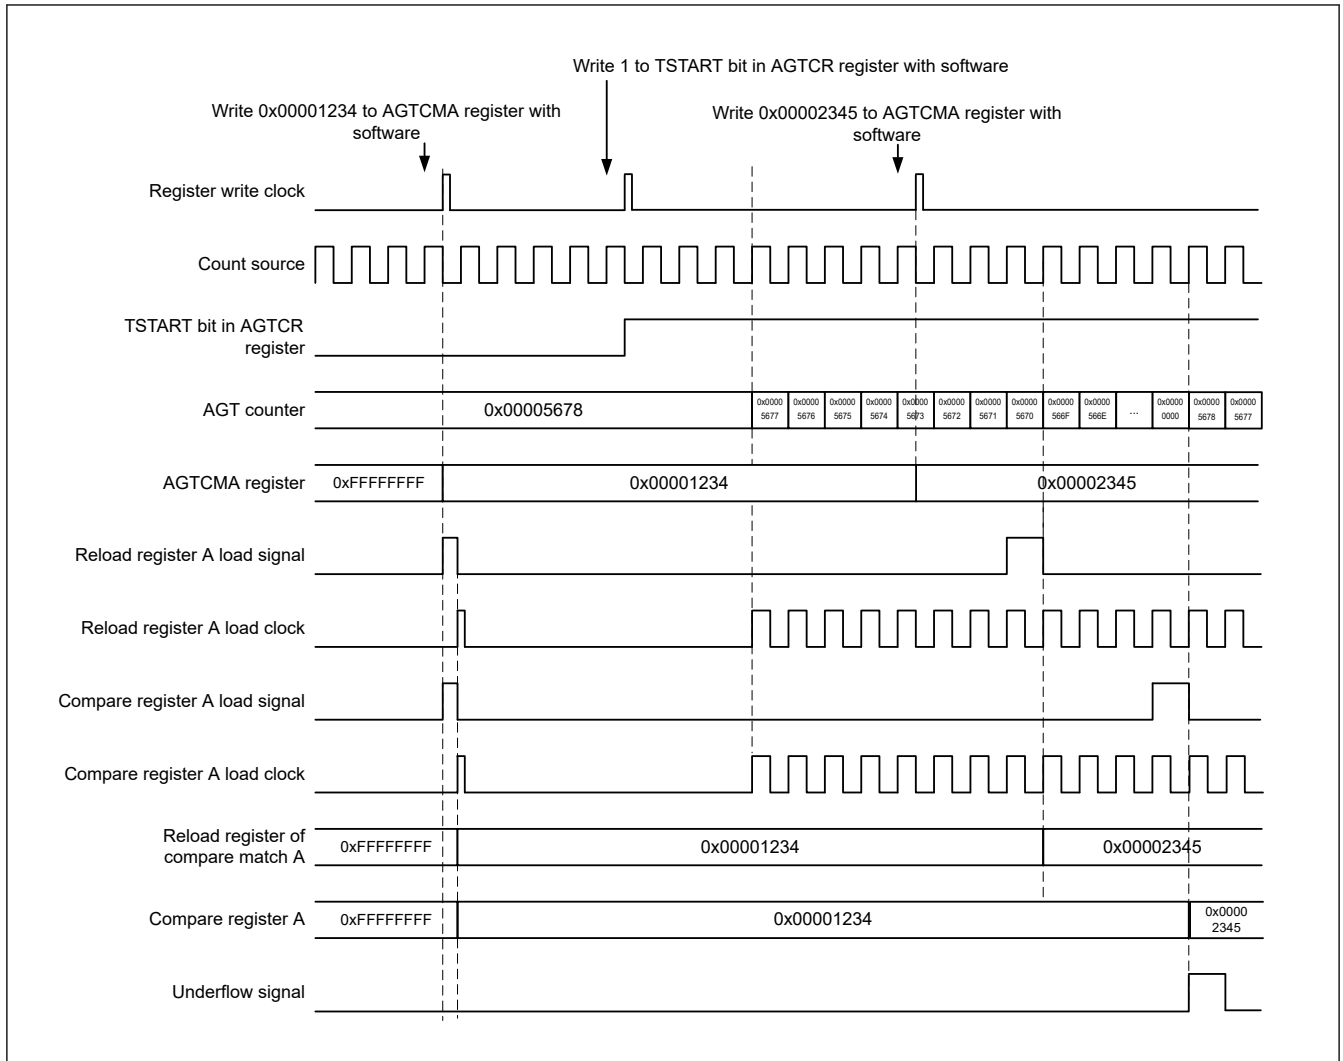 Write 1 to TSTART bit in AGTCR register with software
Write 0x00001234 to AGTCMA register with
software
Write 0x00002345 to AGTCMA register with
software
Register write clock
Count source
TSTART bit in AGTCR
register
AGT counter
0x00005678
0x0000
5677
0x0000
5676
0x0000
5675
0x0000
5674
0x0000
5673
0x0000
5672
0x0000
5671
0x0000
5670
0x0000
566F
0x0000
566E
...
0x0000
0000
0x0000
5678
0x0000
5677
AGTCMA register
0xFFFFFFFF
0x00001234
0x00002345
Reload register A load signal
Reload register A load clock
Compare register A load signal
Compare register A load clock
Reload register of
compare match A
0xFFFFFFFF
0x00001234
0x00002345
Compare register A
0xFFFFFFFF
0x00001234
0x0000
2345
Underflow signal